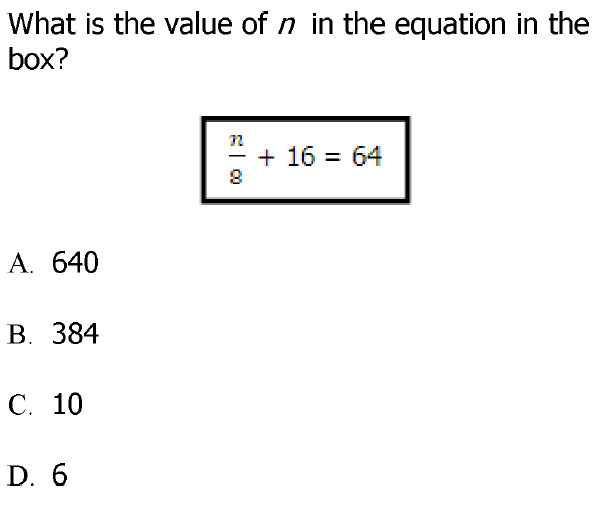 What is the value of n in the equation in the
box?
n/8 + 16 = 64
A. 640
B. 384
C. 10
D. 6